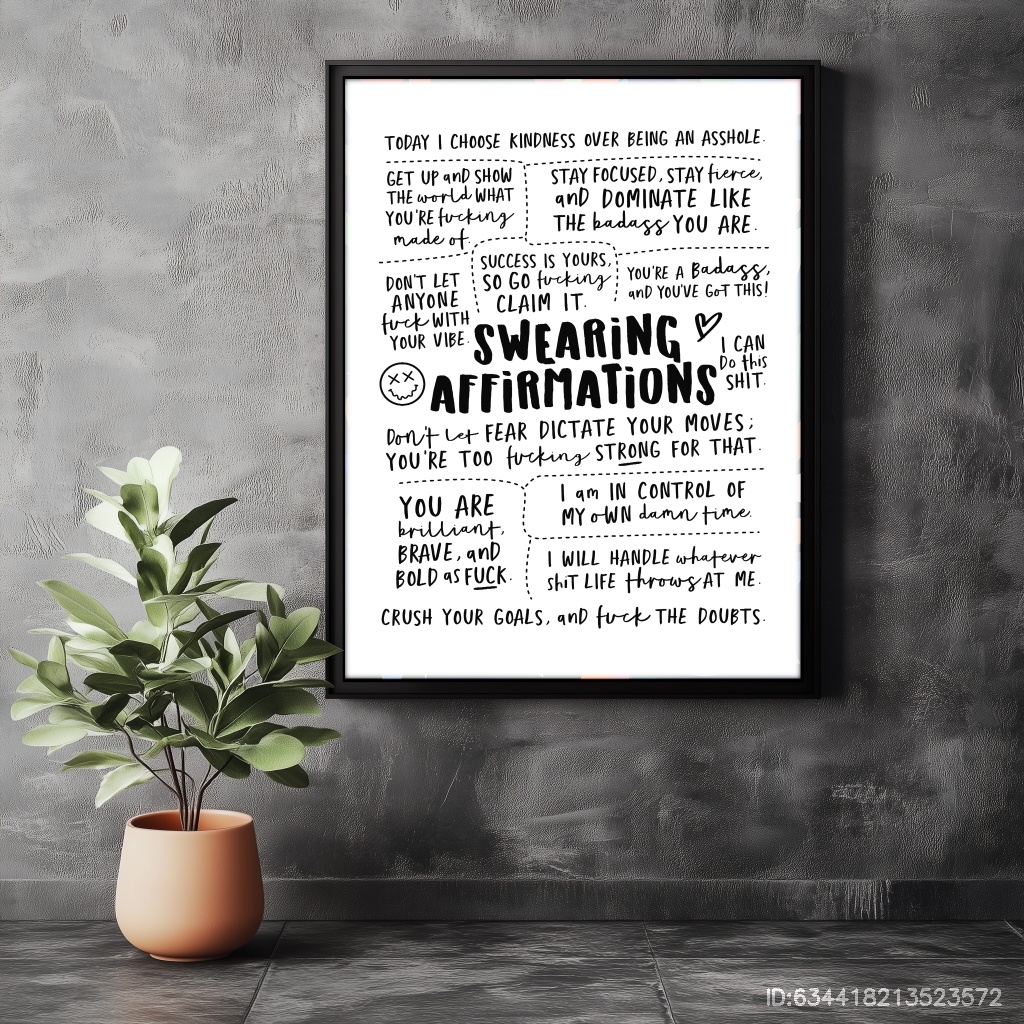 TODAY I CHOOSE KINDNESS OVER BEING AN ASSHOLE.
GET UP and SHOW
THE world WHAT
YOU'RE fucking
made of.
STAY FOCUSED, STAY fierce,
and DOMINATE LIKE
THE badass YOU ARE.
SUCCESS IS YOURS,
SO GO fucking
CLAIM IT.
YOU'RE A Badass,
and YOU'VE GOT THIS!
DON'T LET
ANYONE
fuck WITH
YOUR VIBE.
SWEARING
AFFIRMATIONS
I CAN
Do this
SHIT.
Don't Let FEAR DICTATE YOUR MOVES;
YOU'RE TOO fucking STRONG FOR THAT.
YOU ARE
brilliant,
BRAVE, and
BOLD as FUCK.
I am IN CONTROL OF
MY OWN damn time.
I WILL HANDLE whatever
shit LIFE throws AT ME.
CRUSH YOUR GOALS, and fuck THE DOUBTS.
ID:634418213523572